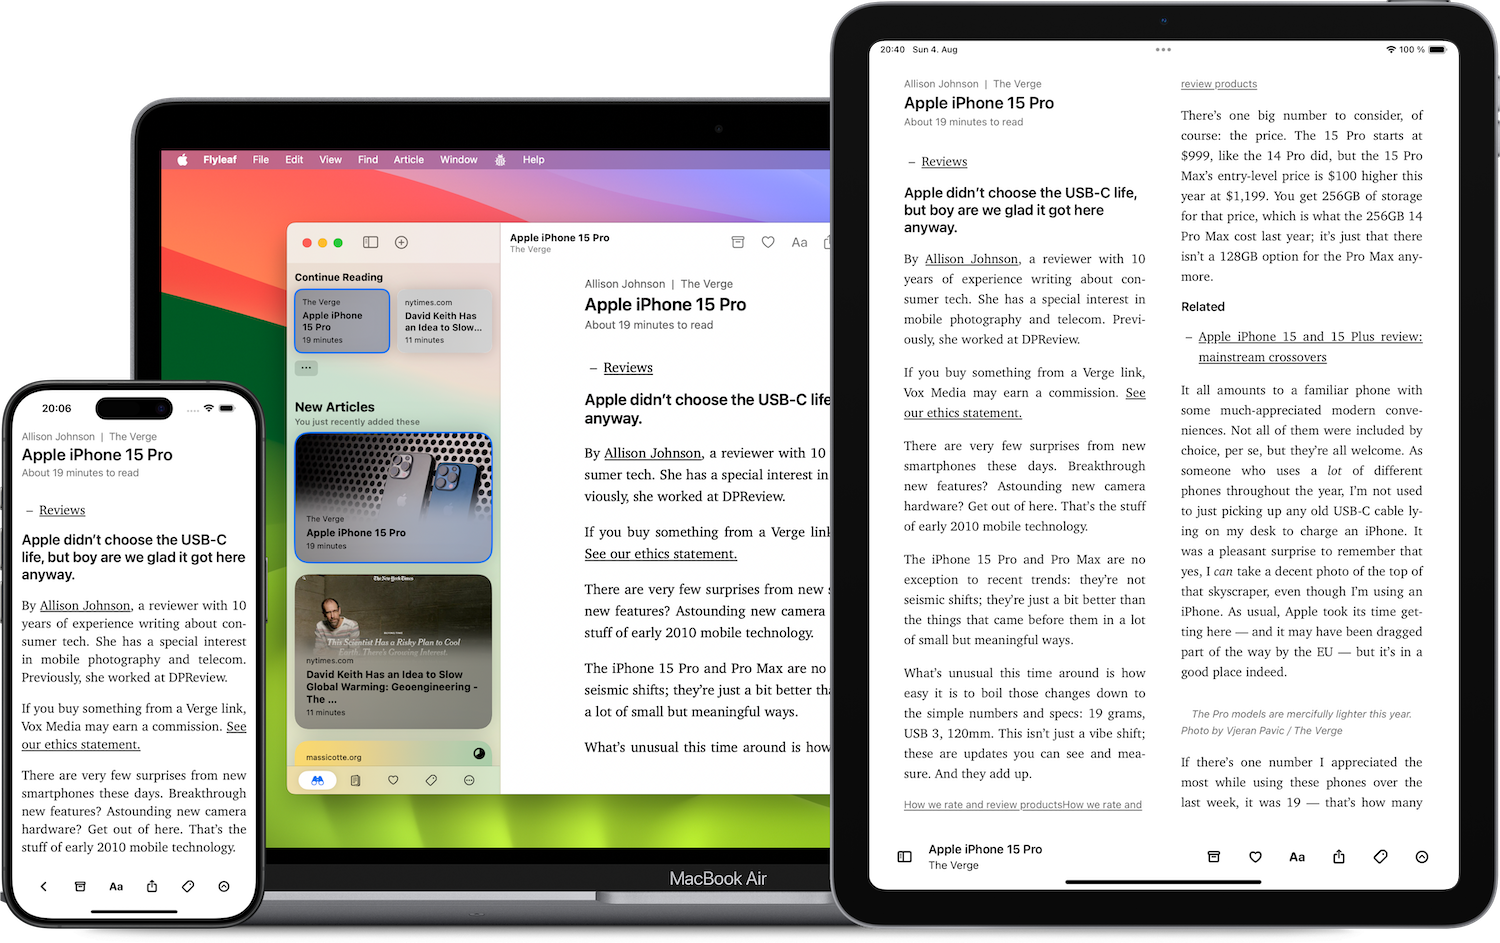 20:06
Allison Johnson | The Verge
Apple iPhone 15 Pro
About 19 minutes to read
– Reviews
Apple didn’t choose the USB-C
life, but boy are we glad it got here
anyway.
By Allison Johnson, a reviewer with 10
years of experience writing about con-
sumer tech. She has a special interest
in mobile photography and telecom.
Previously, she worked at DPReview.
If you buy something from a Verge link,
Vox Media may earn a commission. See
our ethics statement.
There are very few surprises from new
smartphones these days. Breakthrough
new features? Astounding new camera
hardware? Get out of here. That’s the
stuff of early 2010 mobile technology.
Aa
Flyleaf File Edit View Find Article Window Help
Continue Reading
The Verge
Apple iPhone
15 Pro
19 minutes
nytimes.com
David Keith Has
an Idea to Slow...
11 minutes
New Articles
You just recently added these
The Verge
Apple iPhone 15 Pro
19 minutes
The New York Times
This Scientist Has a Risky Plan to Cool
Earth. There's Growing Interest.
nytimes.com
David Keith Has an Idea to Slow
Global Warming: Geoengineering -
The ...
11 minutes
massicotte.org
Apple iPhone 15 Pro
The Verge
Aa
Allison Johnson | The Verge
Apple iPhone 15 Pro
About 19 minutes to read
– Reviews
Apple didn’t choose the USB-C life
anyway.
By Allison Johnson, a reviewer with 10
sumer tech. She has a special interest in
viously, she worked at DPReview.
If you buy something from a Verge link
See our ethics statement.
There are very few surprises from new s
new features? Astounding new camera
stuff of early 2010 mobile technology.
The iPhone 15 Pro and Pro Max are no
seismic shifts; they’re just a bit better tha
a lot of small but meaningful ways.
What’s unusual this time around is how
MacBook Air
20:40 Sun 4. Aug
100 %
Allison Johnson | The Verge
Apple iPhone 15 Pro
About 19 minutes to read
– Reviews
Apple didn’t choose the USB-C life,
but boy are we glad it got here
anyway.
By Allison Johnson, a reviewer with 10
years of experience writing about con-
sumer tech. She has a special interest in
mobile photography and telecom. Previ-
ously, she worked at DPReview.
If you buy something from a Verge link,
Vox Media may earn a commission. See
our ethics statement.
There are very few surprises from new
smartphones these days. Breakthrough
new features? Astounding new camera
hardware? Get out of here. That’s the stuff
of early 2010 mobile technology.
The iPhone 15 Pro and Pro Max are no
exception to recent trends: they’re not
seismic shifts; they’re just a bit better than
the things that came before them in a lot
of small but meaningful ways.
What’s unusual this time around is how
easy it is to boil those changes down to
the simple numbers and specs: 19 grams,
USB 3, 120mm. This isn’t just a vibe shift;
these are updates you can see and mea-
sure. And they add up.
How we rate and review productsHow we rate and
review products
There’s one big number to consider, of
course: the price. The 15 Pro starts at
$999, like the 14 Pro did, but the 15 Pro
Max’s entry-level price is $100 higher this
year at $1,199. You get 256GB of storage
for that price, which is what the 256GB 14
Pro Max cost last year; it’s just that there
isn’t a 128GB option for the Pro Max any-
more.
Related
– Apple iPhone 15 and 15 Plus review:
mainstream crossovers
It all amounts to a familiar phone with
some much-appreciated modern conve-
niences. Not all of them were included by
choice, per se, but they’re all welcome. As
someone who uses a lot of different
phones throughout the year, I’m not used
to just picking up any old USB-C cable ly-
ing on my desk to charge an iPhone. It
was a pleasant surprise to remember that
yes, I can take a decent photo of the top of
that skyscraper, even though I’m using an
iPhone. As usual, Apple took its time get-
ting here — and it may have been dragged
part of the way by the EU — but it’s in a
good place indeed.
The Pro models are mercifully lighter this year.
Photo by Vjeran Pavic / The Verge
If there’s one number I appreciated the
most while using these phones over the
last week, it was 19 — that’s how many
Apple iPhone 15 Pro
The Verge
Aa